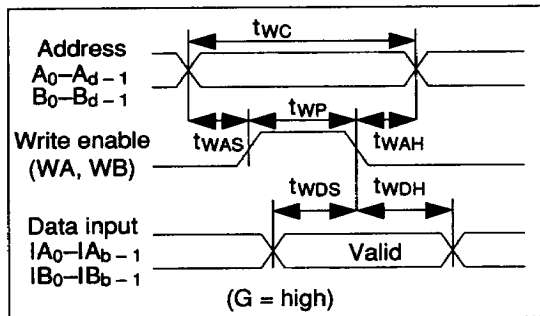 tWC
Address
A0–Ad – 1
B0–Bd – 1
tWAS
tWP
tWAH
Write enable
(WA, WB)
tWDS
tWDH
Data input
IA0–IAb – 1
Valid
IB0–IBb – 1
(G = high)